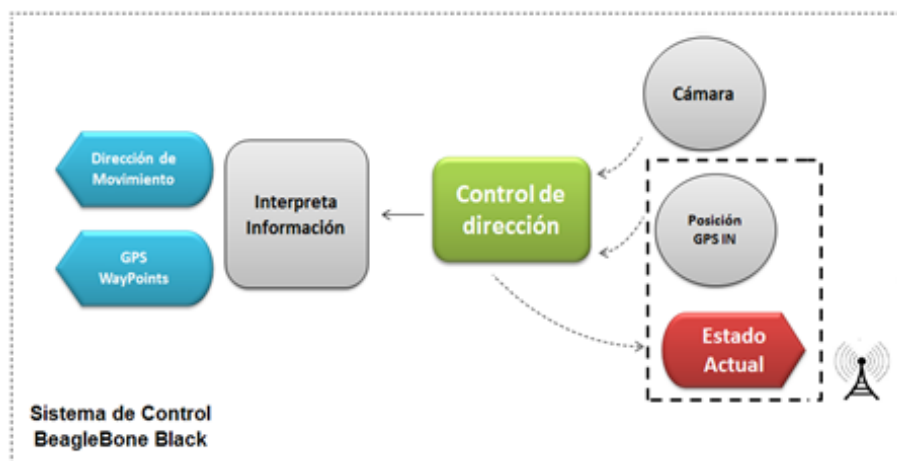 Cámara
Dirección de
Movimiento
Interpreta
Información
Control de
dirección
Posición
GPS IN
GPS
WayPoints
Estado
Actual
Sistema de Control
BeagleBone Black